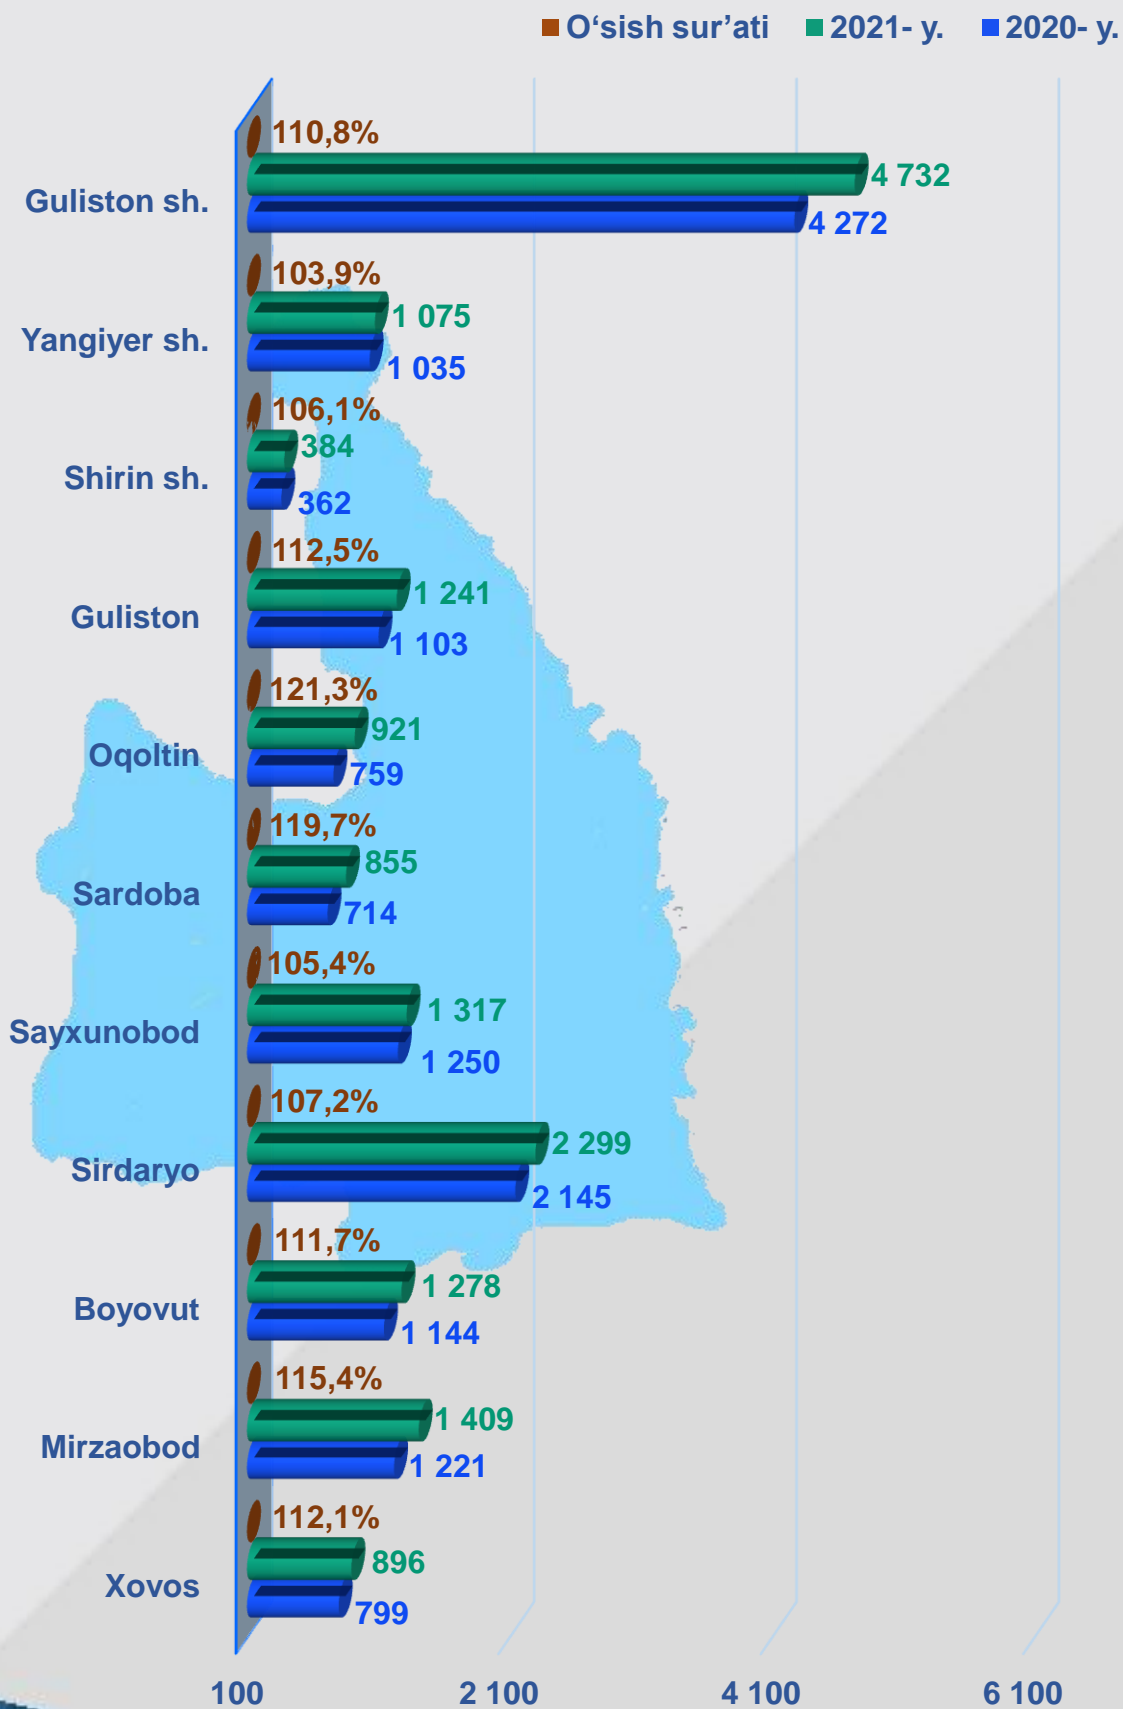 O‘sish sur’ati 2021- y. 2020- y.
110,8%
4 732
Guliston sh.
4 272
103,9%
1 075
Yangiyer sh.
1 035
106,1%
384
Shirin sh.
362
112,5%
1 241
Guliston
1 103
121,3%
921
Oqoltin
759
119,7%
855
Sardoba
714
105,4%
1 317
Sayxunobod
1 250
107,2%
2 299
Sirdaryo
2 145
111,7%
1 278
Boyovut
1 144
115,4%
1 409
Mirzaobod
1 221
112,1%
896
Xovos
799
100 2 100 4 100 6 100